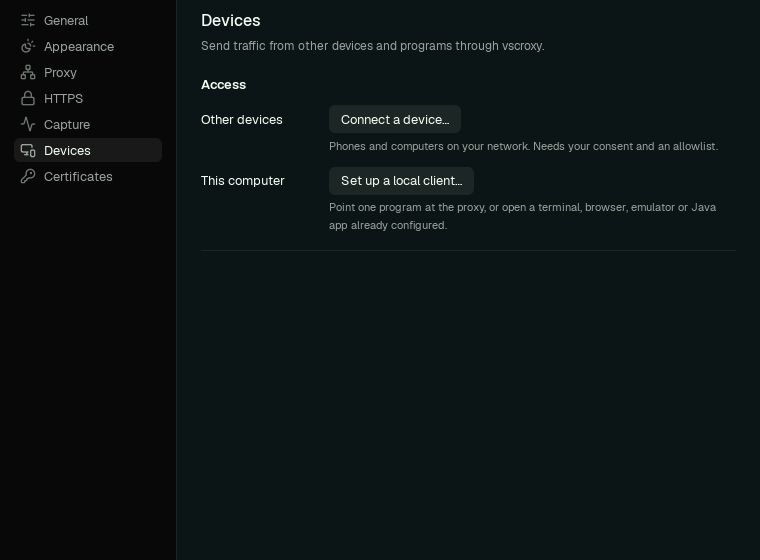 General
Appearance
Proxy
HTTPS
Capture
Devices
Certificates
Devices
Send traffic from other devices and programs through vscroxy.
Access
Other devices
Connect a device...
Phones and computers on your network. Needs your consent and an allowlist.
This computer
Set up a local client...
Point one program at the proxy, or open a terminal, browser, emulator or Java
app already configured.